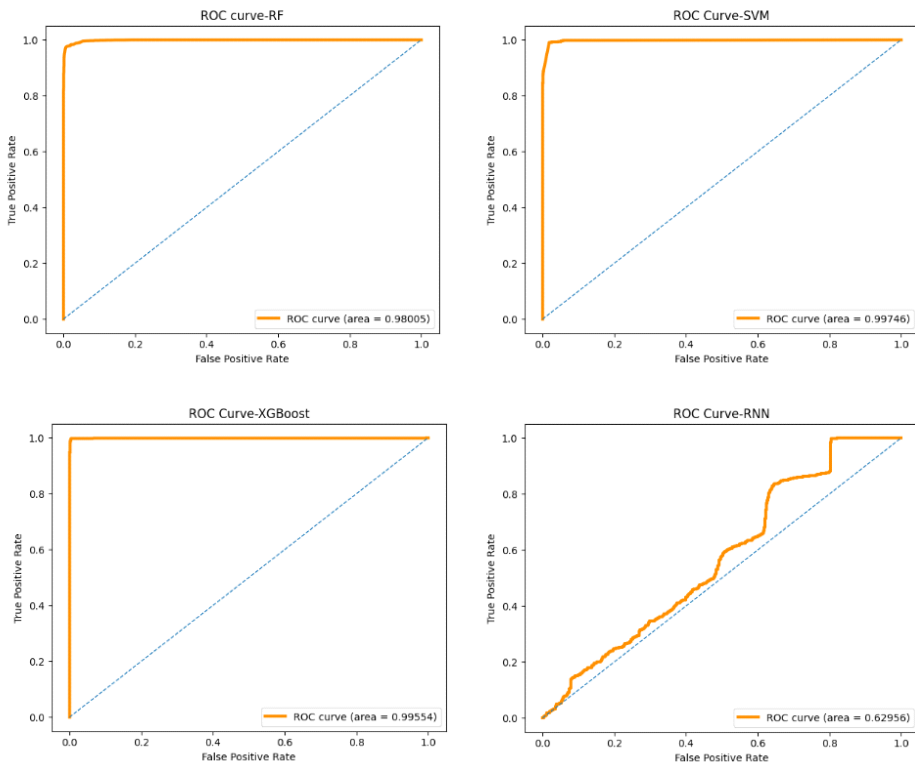 ROC curve-RF
1.0
0.8
0.6
0.4
0.2
0.0
True Positive Rate
ROC curve (area = 0.98005)
0.0 0.2 0.4 0.6 0.8 1.0
False Positive Rate
ROC Curve-SVM
1.0
0.8
0.6
0.4
0.2
0.0
True Positive Rate
ROC curve (area = 0.99746)
0.0 0.2 0.4 0.6 0.8 1.0
False Positive Rate
ROC Curve-XGBoost
1.0
0.8
0.6
0.4
0.2
0.0
True Positive Rate
ROC curve (area = 0.99554)
0.0 0.2 0.4 0.6 0.8 1.0
False Positive Rate
ROC Curve-RNN
1.0
0.8
0.6
0.4
0.2
0.0
True Positive Rate
ROC curve (area = 0.62956)
0.0 0.2 0.4 0.6 0.8 1.0
False Positive Rate